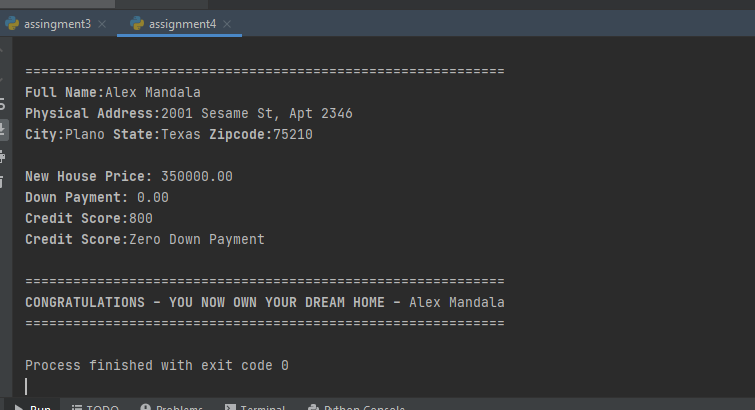 assingment3 × assignment4 ×
============================================================
Full Name:Alex Mandala
Physical Address:2001 Sesame St, Apt 2346
City:Plano State:Texas Zipcode:75210
New House Price: 350000.00
Down Payment: 0.00
Credit Score:800
Credit Score:Zero Down Payment
============================================================
CONGRATULATIONS - YOU NOW OWN YOUR DREAM HOME - Alex Mandala
============================================================
Process finished with exit code 0
Run TODO Problems Terminal Python Console